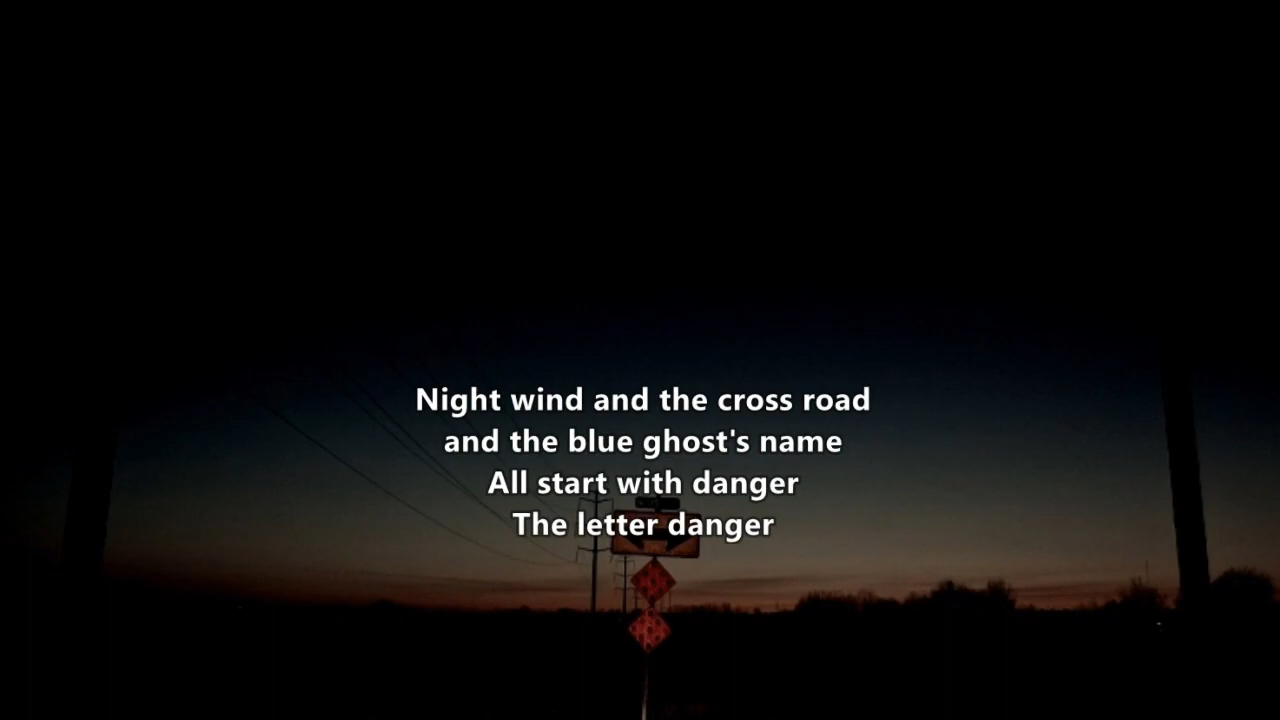 Night wind and the cross road
and the blue ghost's name
All start with danger
The letter danger